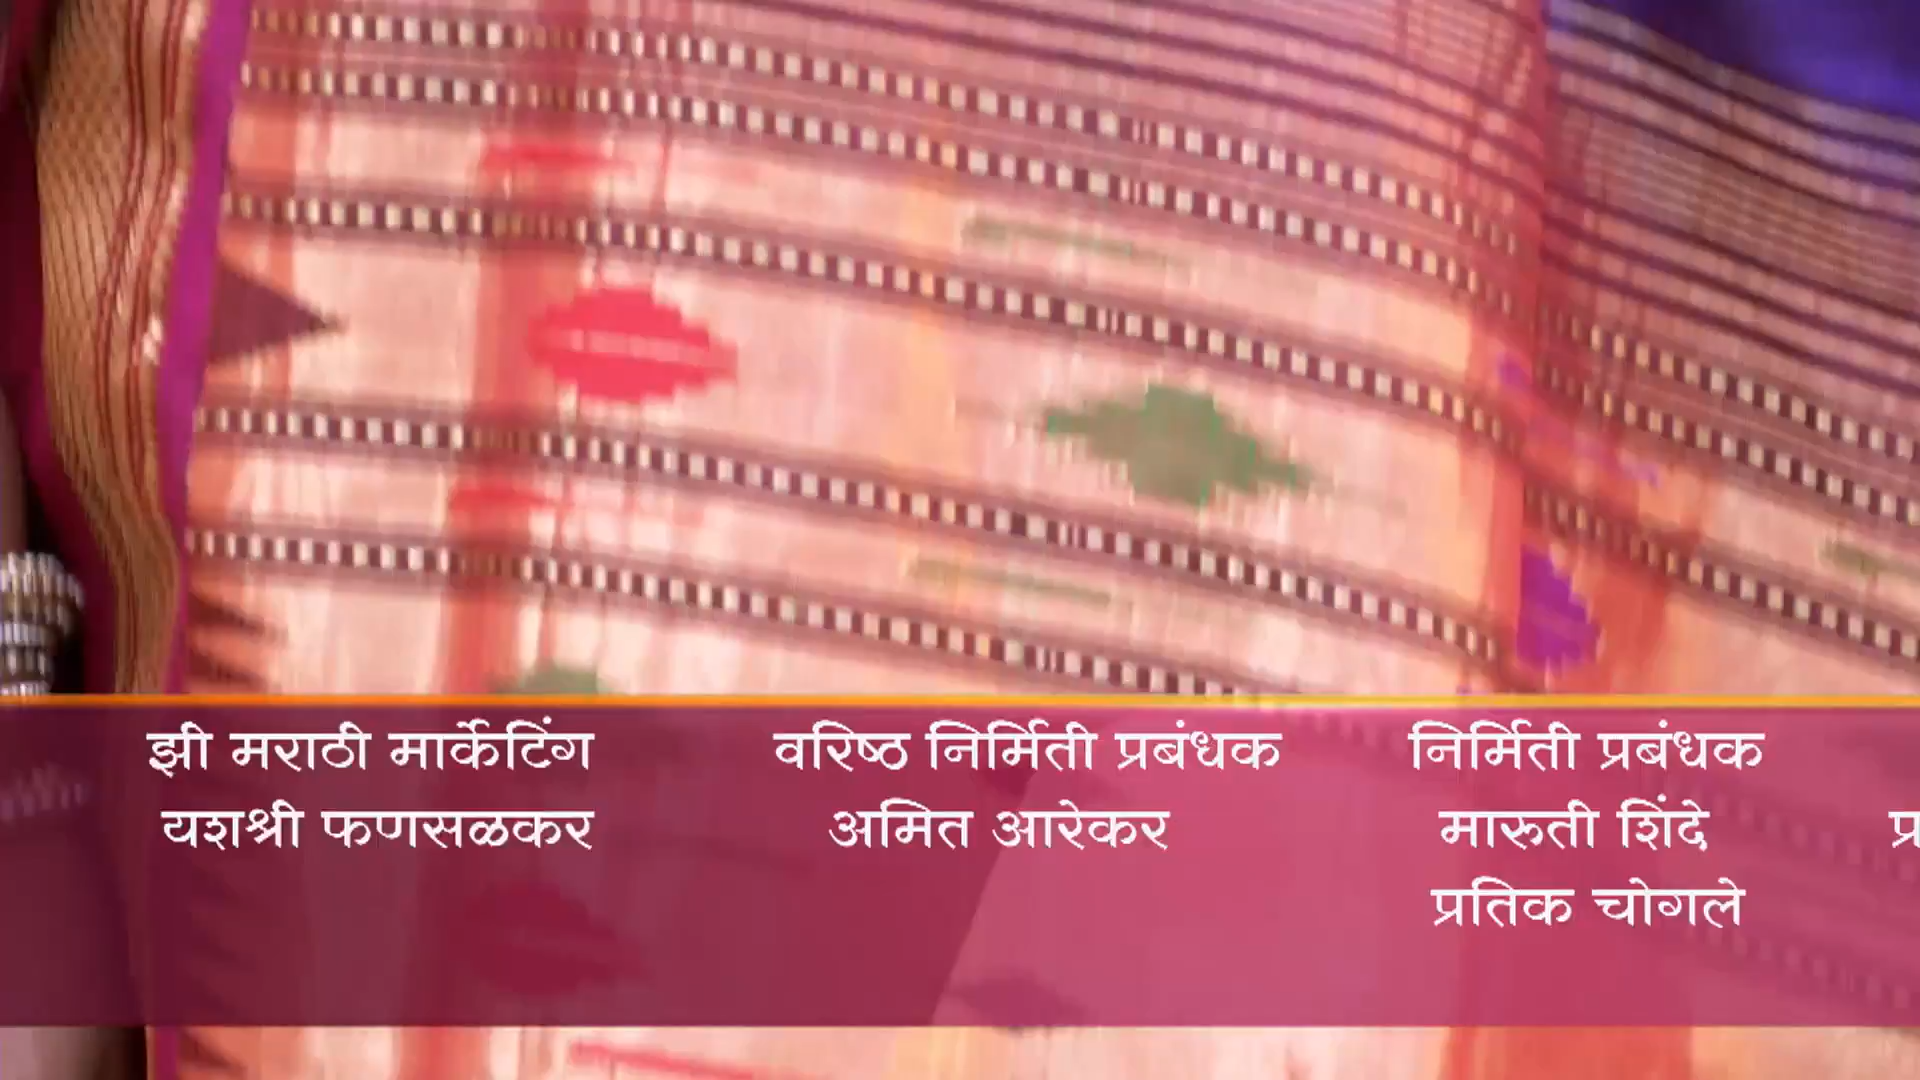 झी मराठी मार्केटिंग
यशश्री फणसळकर
वरिष्ठ निर्मिती प्रबंधक
अमित आरेकर
निर्मिती प्रबंधक
मारुती शिंदे
प्रतिक चोगले